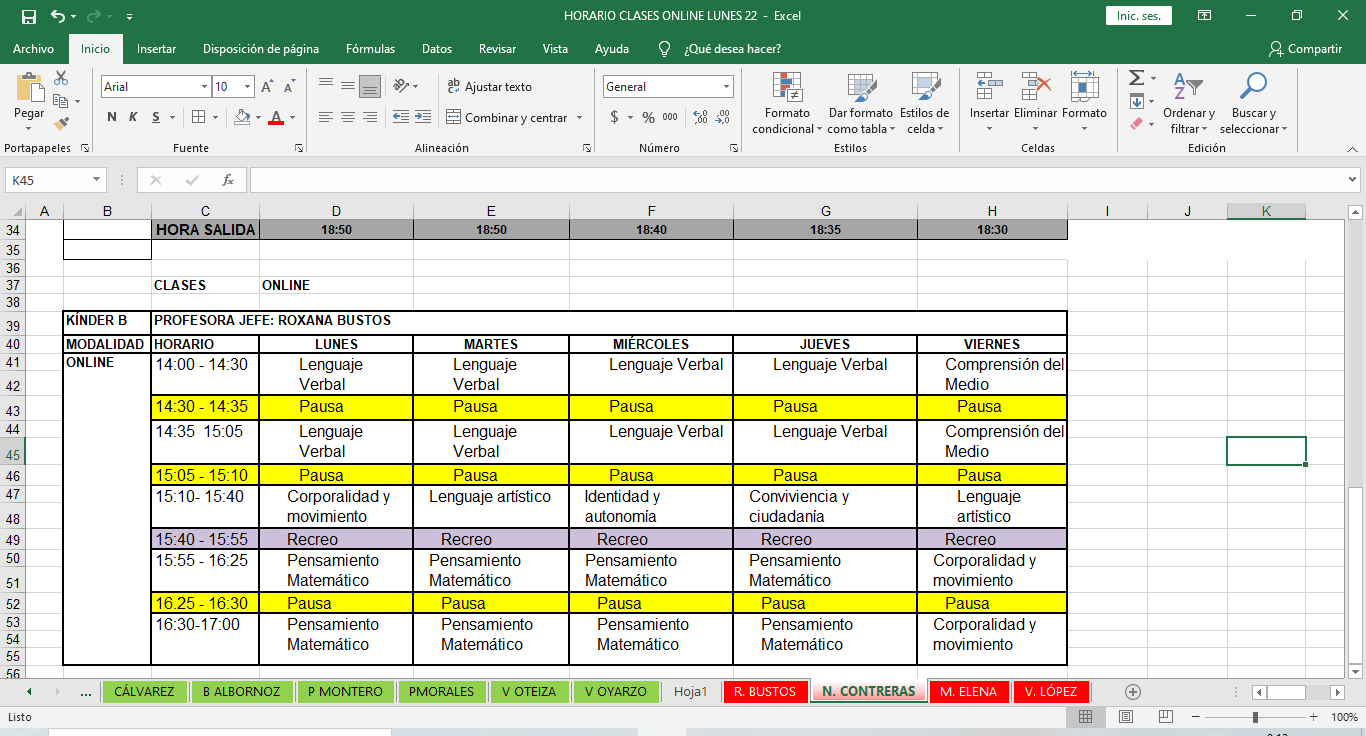 HORARIO CLASES ONLINE LUNES 22 - Excel
Inic. ses.
Archivo Inicio Insertar Disposición de página Fórmulas Datos Revisar Vista Ayuda ¿Qué desea hacer? Compartir
Pegar
Arial 10
N K S
Ajustar texto
Combinar y centrar
General
$ % 000
Formato condicional
Dar formato como tabla
Estilos de celda
Insertar Eliminar Formato
Ordenar y filtrar
Buscar y seleccionar
Portapapeles Fuente Alineación Número Estilos Celdas Edición
K45 fx
A B C D E F G H I J K
34 HORA SALIDA 18:50 18:50 18:40 18:35 18:30
35
36
37 CLASES ONLINE
38
39 KÍNDER B PROFESORA JEFE: ROXANA BUSTOS
40 MODALIDAD HORARIO LUNES MARTES MIÉRCOLES JUEVES VIERNES
41 ONLINE 14:00 - 14:30 Lenguaje Lenguaje Lenguaje Verbal Lenguaje Verbal Comprensión del
42 Verbal Verbal Medio
43 14:30 - 14:35 Pausa Pausa Pausa Pausa Pausa
44 14:35 15:05 Lenguaje Lenguaje Lenguaje Verbal Lenguaje Verbal Comprensión del
45 Verbal Verbal Medio
46 15:05 - 15:10 Pausa Pausa Pausa Pausa Pausa
47 15:10- 15:40 Corporalidad y Lenguaje artístico Identidad y Conviviencia y Lenguaje
48 movimiento autonomía ciudadanía artístico
49 15:40 - 15:55 Recreo Recreo Recreo Recreo Recreo
50 15:55 - 16:25 Pensamiento Pensamiento Pensamiento Pensamiento Corporalidad y
51 Matemático Matemático Matemático Matemático movimiento
52 16.25 - 16:30 Pausa Pausa Pausa Pausa Pausa
53 16:30-17:00 Pensamiento Pensamiento Pensamiento Pensamiento Corporalidad y
54 Matemático Matemático Matemático Matemático movimiento
55
56
... CÁLVAREZ B ALBORNOZ P MONTERO PMORALES V OTEIZA V OYARZO Hoja1 R. BUSTOS N. CONTRERAS M. ELENA V. LÓPEZ
Listo 100%